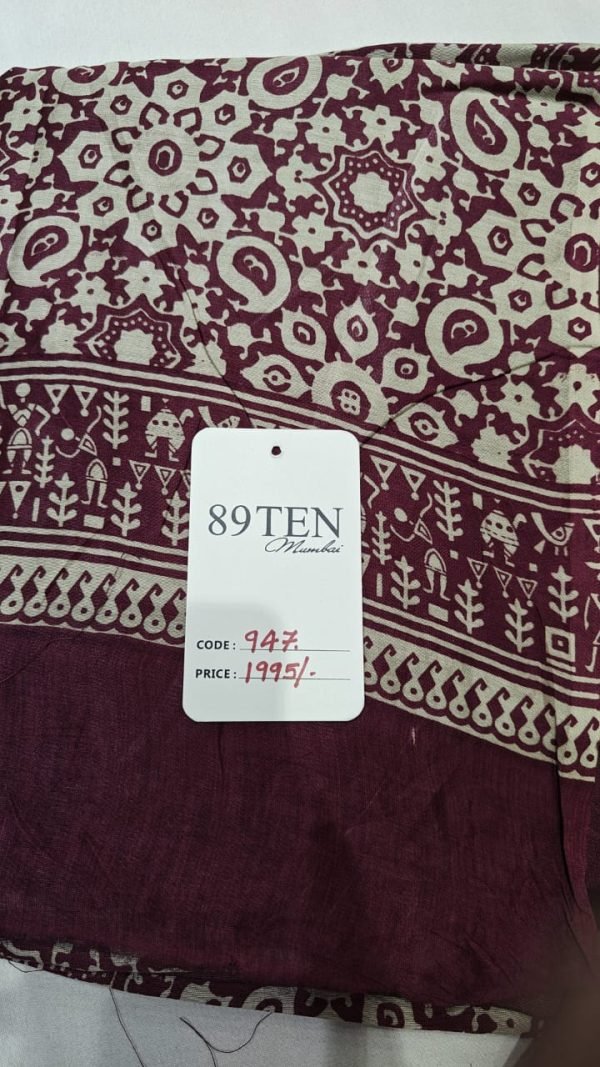 89TEN
Mumbai
CODE: 947.
PRICE: 1995/-